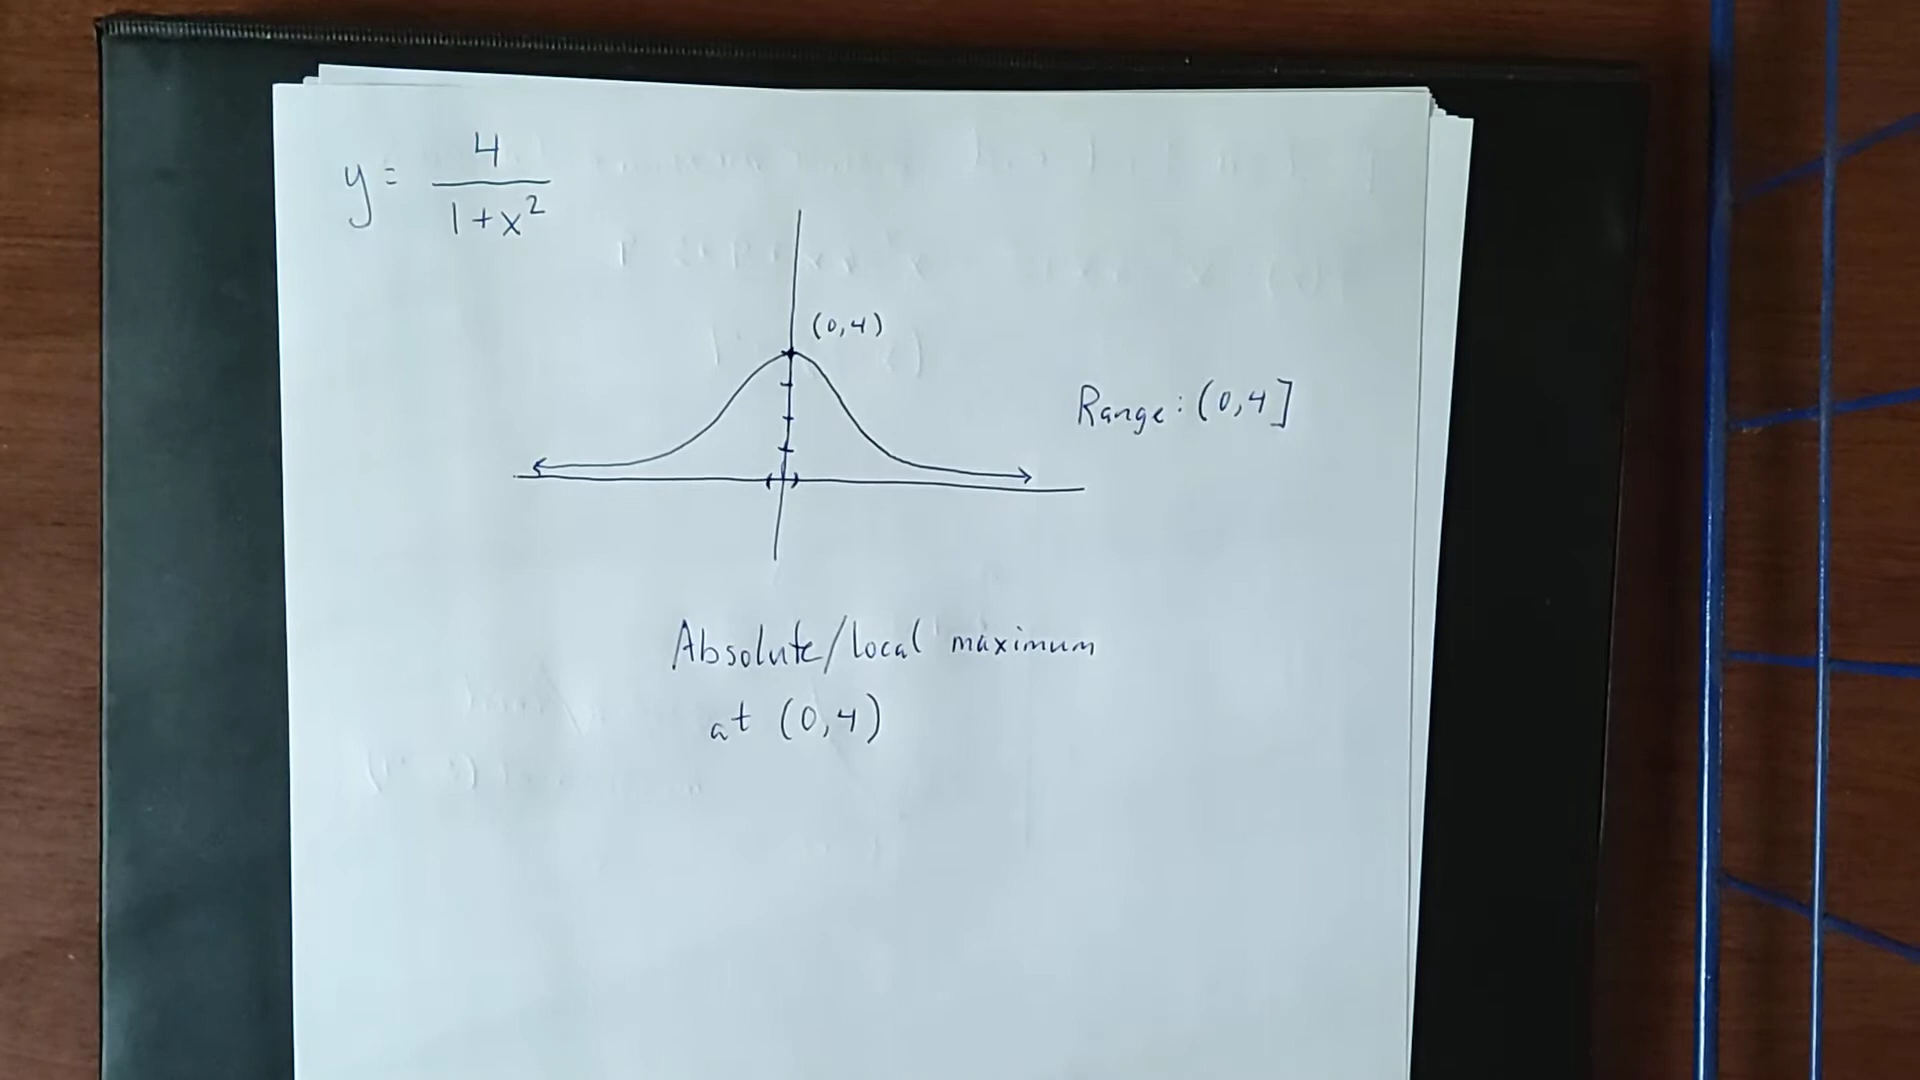 y = 4 / 1+x²
(0,4)
Range: (0,4]
Absolute/local maximum
at (0,4)